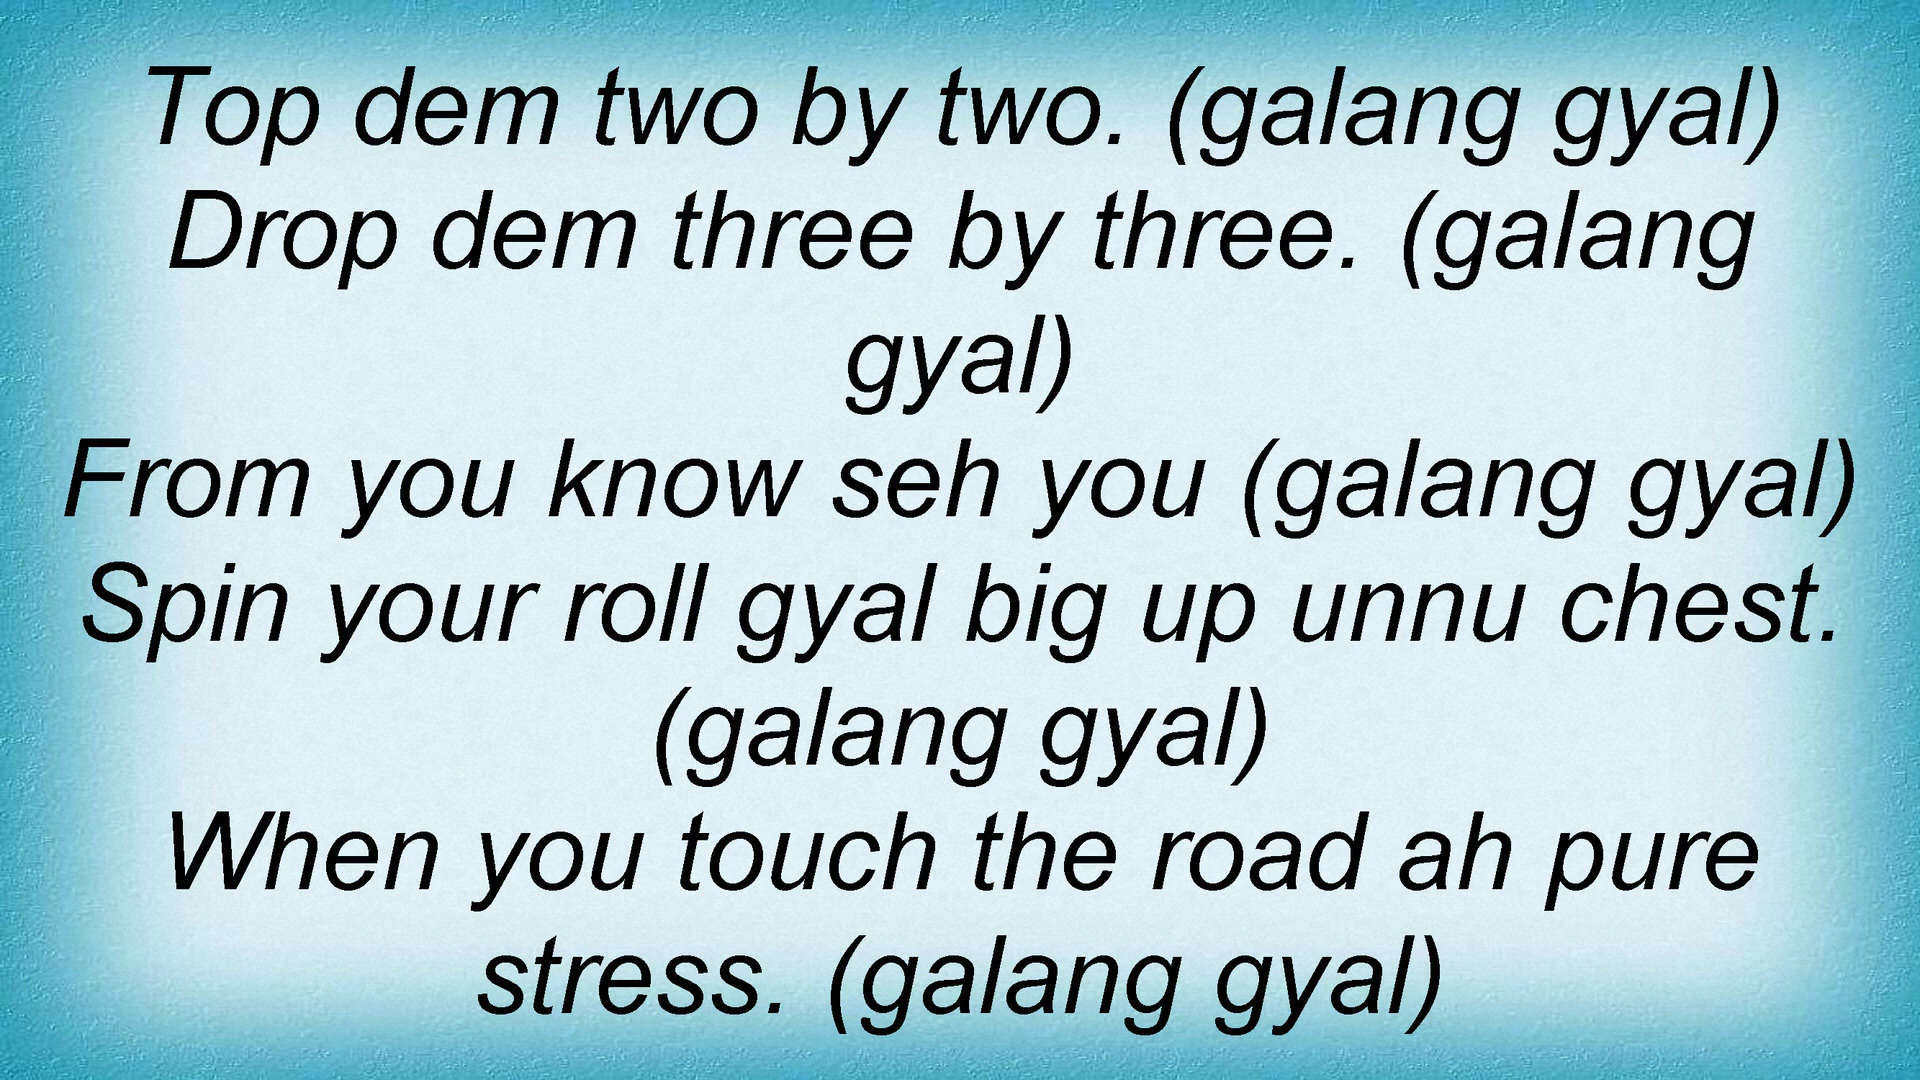 Top dem two by two. (galang gyal)
Drop dem three by three. (galang
gyal)
From you know seh you (galang gyal)
Spin your roll gyal big up unnu chest.
(galang gyal)
When you touch the road ah pure
stress. (galang gyal)